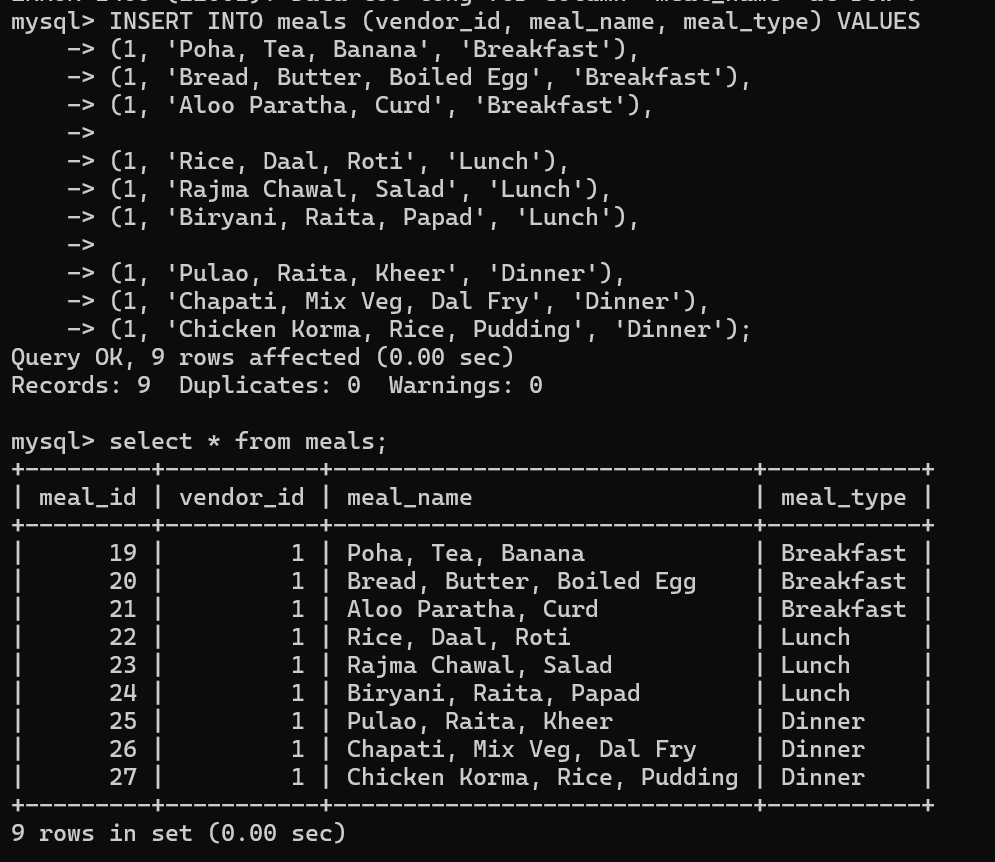 mysql> INSERT INTO meals (vendor_id, meal_name, meal_type) VALUES
    -> (1, 'Poha, Tea, Banana', 'Breakfast'),
    -> (1, 'Bread, Butter, Boiled Egg', 'Breakfast'),
    -> (1, 'Aloo Paratha, Curd', 'Breakfast'),
    ->
    -> (1, 'Rice, Daal, Roti', 'Lunch'),
    -> (1, 'Rajma Chawal, Salad', 'Lunch'),
    -> (1, 'Biryani, Raita, Papad', 'Lunch'),
    ->
    -> (1, 'Pulao, Raita, Kheer', 'Dinner'),
    -> (1, 'Chapati, Mix Veg, Dal Fry', 'Dinner'),
    -> (1, 'Chicken Korma, Rice, Pudding', 'Dinner');
Query OK, 9 rows affected (0.00 sec)
Records: 9  Duplicates: 0  Warnings: 0

mysql> select * from meals;
+---------+-----------+------------------------------+-----------+
| meal_id | vendor_id | meal_name                    | meal_type |
+---------+-----------+------------------------------+-----------+
|      19 |         1 | Poha, Tea, Banana            | Breakfast |
|      20 |         1 | Bread, Butter, Boiled Egg    | Breakfast |
|      21 |         1 | Aloo Paratha, Curd           | Breakfast |
|      22 |         1 | Rice, Daal, Roti             | Lunch     |
|      23 |         1 | Rajma Chawal, Salad          | Lunch     |
|      24 |         1 | Biryani, Raita, Papad        | Lunch     |
|      25 |         1 | Pulao, Raita, Kheer          | Dinner    |
|      26 |         1 | Chapati, Mix Veg, Dal Fry    | Dinner    |
|      27 |         1 | Chicken Korma, Rice, Pudding | Dinner    |
+---------+-----------+------------------------------+-----------+
9 rows in set (0.00 sec)